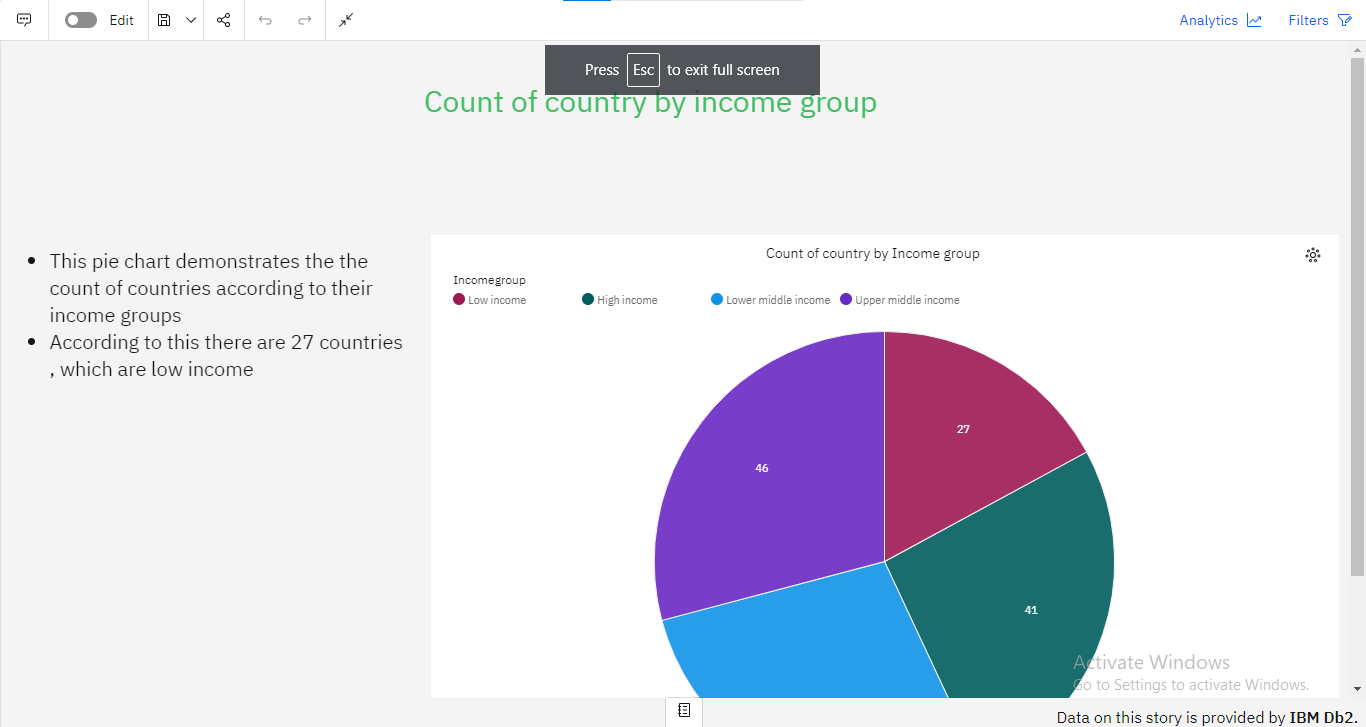 Edit
Analytics
Filters
Press Esc to exit full screen
Count of country by income group
This pie chart demonstrates the the
count of countries according to their
income groups
According to this there are 27 countries
, which are low income
Count of country by Income group
Incomegroup
Low income High income Lower middle income Upper middle income
27
46
41
Activate Windows
Go to Settings to activate Windows.
Data on this story is provided by IBM Db2.